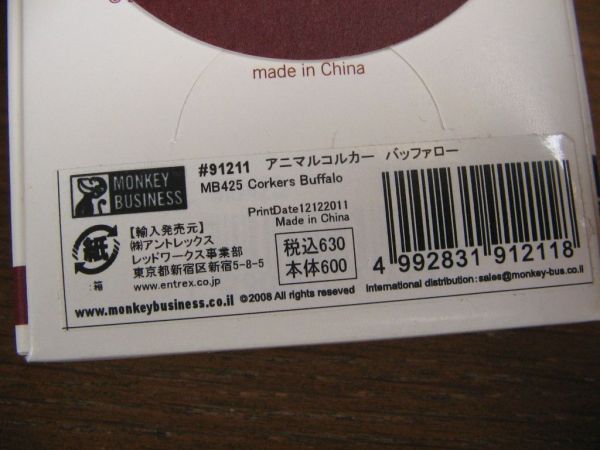 made in China
MONKEY
BUSINESS
#91211 アニマルコルカー バッファロー
MB425 Corkers Buffalo
PrintDate12122011
Made in China
紙
:箱
【輸入発売元】
㈱アントレックス
レッドワークス事業部
東京都新宿区新宿5-8-5
www.entrex.co.jp
税込630
本体600
4 992831 912118
www.monkeybusiness.co.il ©2008 All rights reserved
International distribution: sales@monkey-bus.co.il